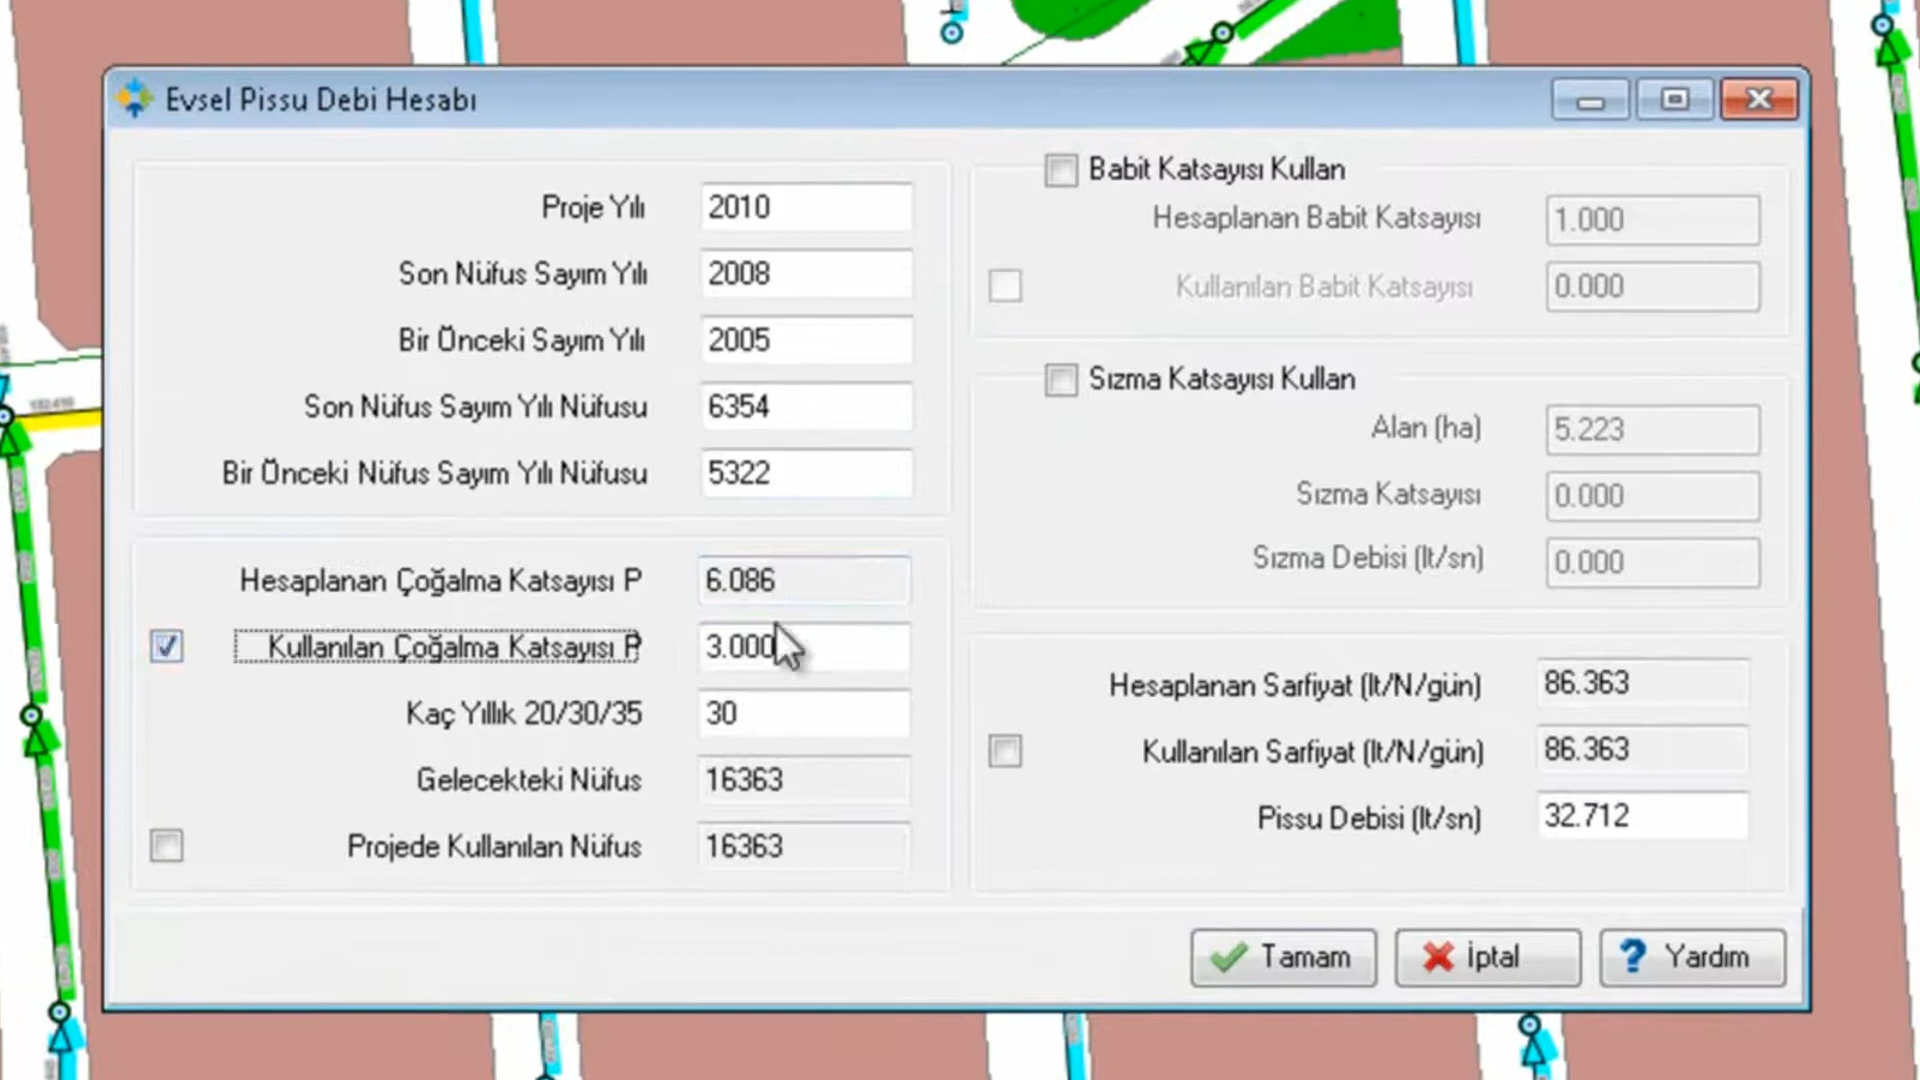 Evsel Pissu Debi Hesabı
Proje Yılı 2010
Son Nüfus Sayım Yılı 2008
Bir Önceki Sayım Yılı 2005
Son Nüfus Sayım Yılı Nüfusu 6354
Bir Önceki Nüfus Sayım Yılı Nüfusu 5322
Hesaplanan Çoğalma Katsayısı P 6.086
Kullanılan Çoğalma Katsayısı P 3.000
Kaç Yıllık 20/30/35 30
Gelecekteki Nüfus 16363
Projede Kullanılan Nüfus 16363
Babit Katsayısı Kullan
Hesaplanan Babit Katsayısı 1.000
Kullanılan Babit Katsayısı 0.000
Sızma Katsayısı Kullan
Alan (ha) 5.223
Sızma Katsayısı 0.000
Sızma Debisi (lt/sn) 0.000
Hesaplanan Sarfiyat (lt/N/gün) 86.363
Kullanılan Sarfiyat (lt/N/gün) 86.363
Pissu Debisi (lt/sn) 32.712
Tamam
İptal
Yardım